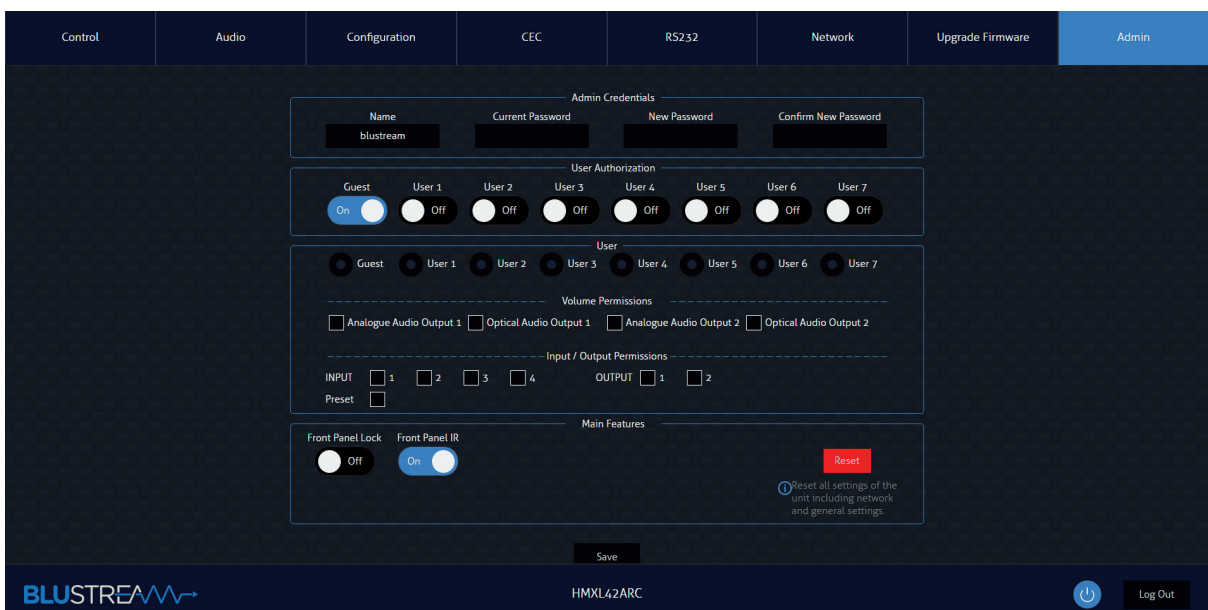 Control Audio Configuration CEC RS232 Network Upgrade Firmware Admin
Admin Credentials
Name Current Password New Password Confirm New Password
blustream
User Authorization
Guest User 1 User 2 User 3 User 4 User 5 User 6 User 7
On Off Off Off Off Off Off Off
User
Guest User 1 User 2 User 3 User 4 User 5 User 6 User 7
Volume Permissions
Analogue Audio Output 1 Optical Audio Output 1 Analogue Audio Output 2 Optical Audio Output 2
Input / Output Permissions
INPUT 1 2 3 4 OUTPUT 1 2
Preset
Main Features
Front Panel Lock Front Panel IR
Off On Reset
Reset all settings of the
unit including network
and general settings.
Save
BLUSTREAM HMXL42ARC Log Out